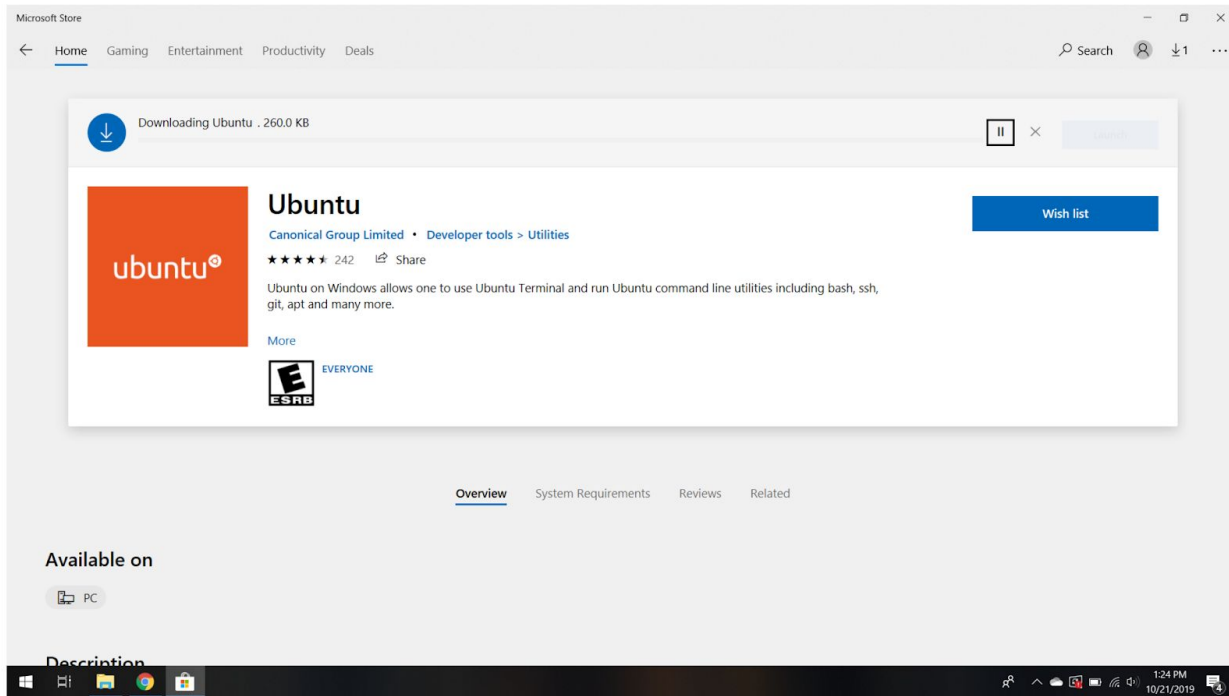 Microsoft Store
Home Gaming Entertainment Productivity Deals Search 1
Downloading Ubuntu . 260.0 KB
Launch
Ubuntu
Wish list
Canonical Group Limited • Developer tools > Utilities
242 Share
ubuntu
Ubuntu on Windows allows one to use Ubuntu Terminal and run Ubuntu command line utilities including bash, ssh,
git, apt and many more.
More
E
ESRB
EVERYONE
Overview System Requirements Reviews Related
Available on
PC
Description
1:24 PM
10/21/2019
4